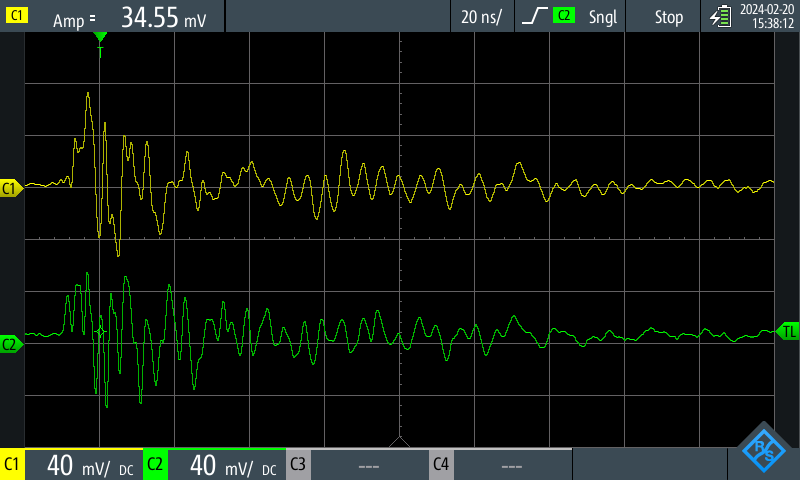 C1 Amp = 34.55 mV 20 ns/ C2 Sngl Stop 2024-02-20
15:38:12
T
C1
TL
C2
C1 40 mV/ DC C2 40 mV/ DC C3 --- C4 --- R S